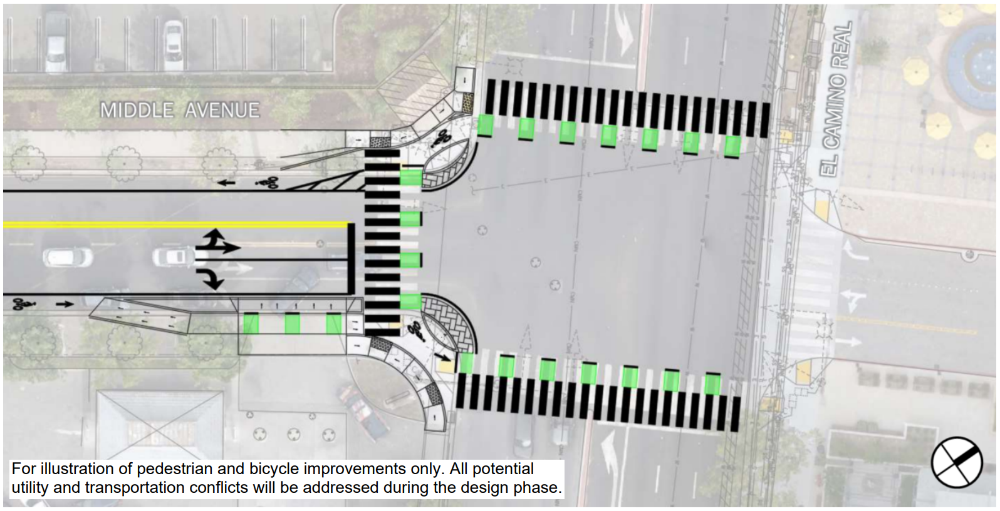 MIDDLE AVENUE
EL CAMINO REAL
For illustration of pedestrian and bicycle improvements only. All potential
utility and transportation conflicts will be addressed during the design phase.